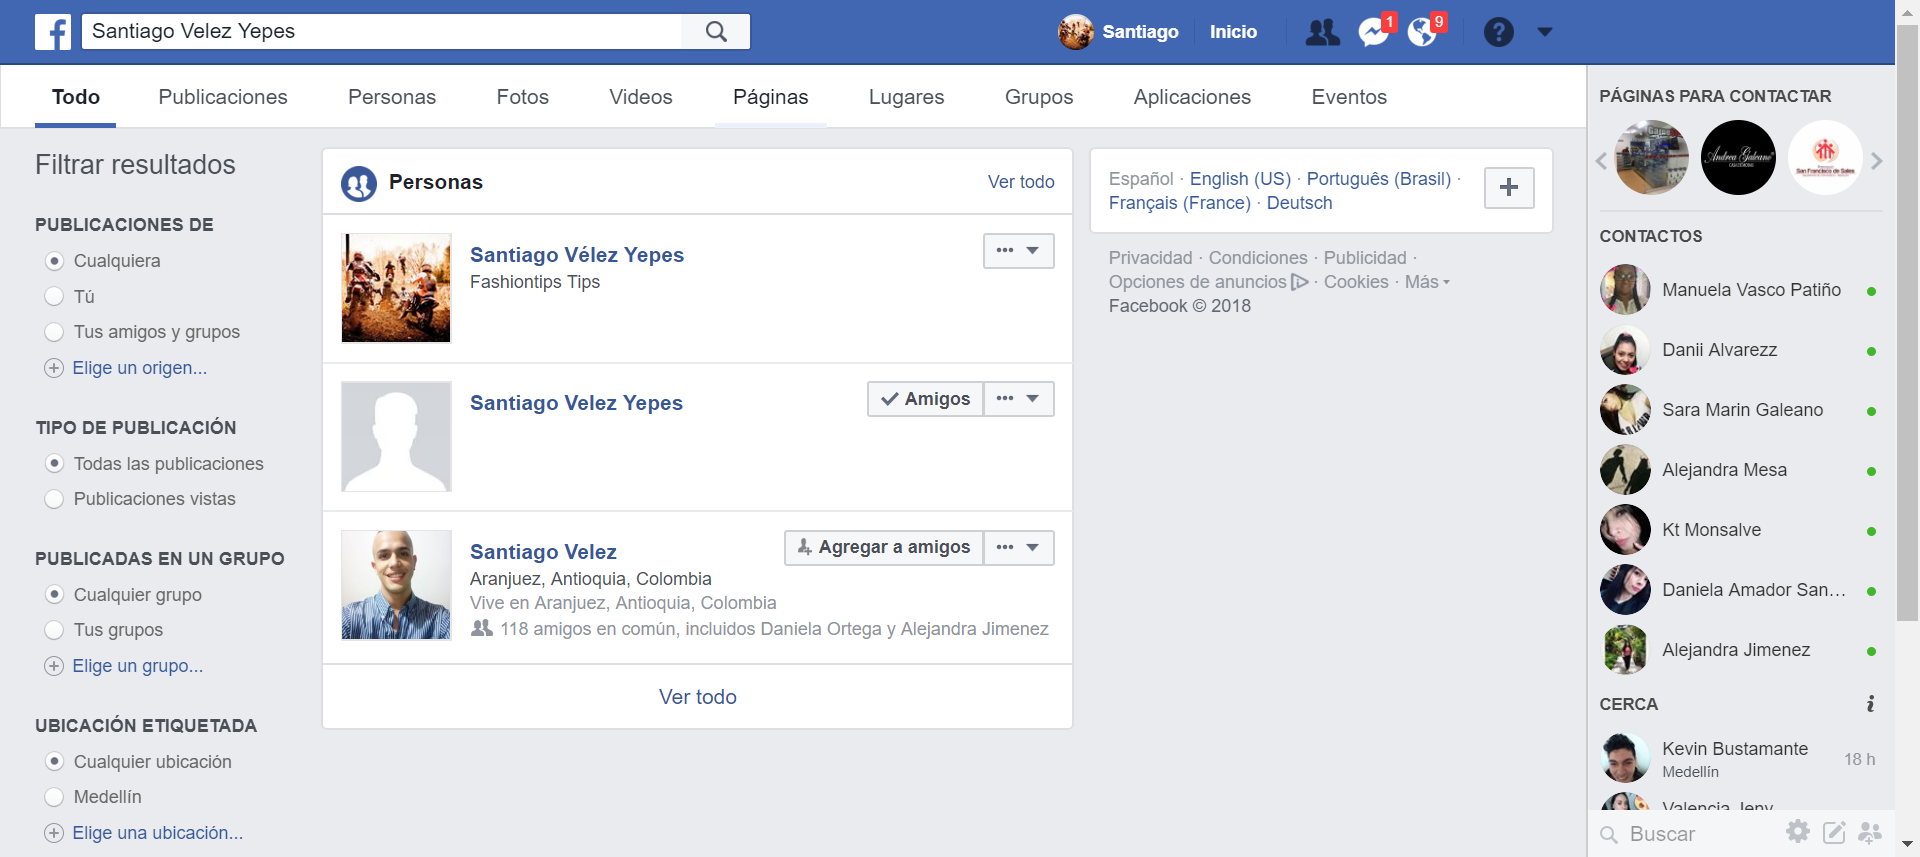 Santiago Velez Yepes
Santiago
Inicio
1
9
Todo
Publicaciones
Personas
Fotos
Videos
Páginas
Lugares
Grupos
Aplicaciones
Eventos
Filtrar resultados
PUBLICACIONES DE
Cualquiera
Tú
Tus amigos y grupos
Elige un origen...
TIPO DE PUBLICACIÓN
Todas las publicaciones
Publicaciones vistas
PUBLICADAS EN UN GRUPO
Cualquier grupo
Tus grupos
Elige un grupo...
UBICACIÓN ETIQUETADA
Cualquier ubicación
Medellín
Elige una ubicación...
Personas
Ver todo
Santiago Vélez Yepes
Fashiontips Tips
Santiago Velez Yepes
Amigos
Santiago Velez
Agregar a amigos
Aranjuez, Antioquia, Colombia
Vive en Aranjuez, Antioquia, Colombia
118 amigos en común, incluidos Daniela Ortega y Alejandra Jimenez
Ver todo
Español · English (US) · Português (Brasil) ·
Français (France) · Deutsch
Privacidad · Condiciones · Publicidad ·
Opciones de anuncios · Cookies · Más
Facebook © 2018
PÁGINAS PARA CONTACTAR
Andrea Galeano
San Francisco de Sales
CONTACTOS
Manuela Vasco Patiño
Danii Alvarezz
Sara Marin Galeano
Alejandra Mesa
Kt Monsalve
Daniela Amador San...
Alejandra Jimenez
CERCA
Kevin Bustamante
Medellín
18 h
Valencia Jeny
Buscar